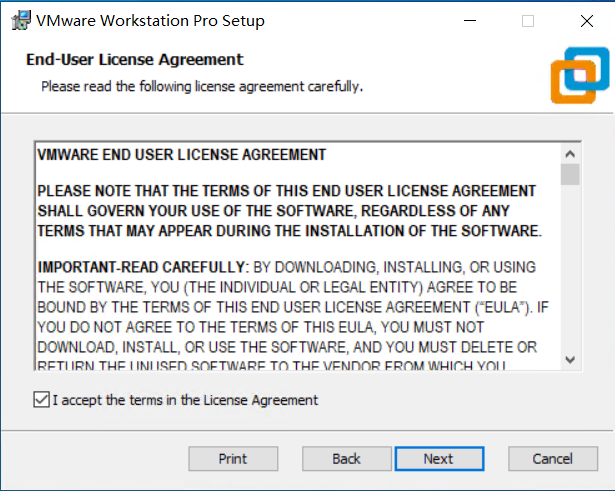 VMware Workstation Pro Setup
End-User License Agreement
Please read the following license agreement carefully.
VMWARE END USER LICENSE AGREEMENT
PLEASE NOTE THAT THE TERMS OF THIS END USER LICENSE AGREEMENT
SHALL GOVERN YOUR USE OF THE SOFTWARE, REGARDLESS OF ANY
TERMS THAT MAY APPEAR DURING THE INSTALLATION OF THE SOFTWARE.
IMPORTANT-READ CAREFULLY: BY DOWNLOADING, INSTALLING, OR USING
THE SOFTWARE, YOU (THE INDIVIDUAL OR LEGAL ENTITY) AGREE TO BE
BOUND BY THE TERMS OF THIS END USER LICENSE AGREEMENT (“EULA”). IF
YOU DO NOT AGREE TO THE TERMS OF THIS EULA, YOU MUST NOT
DOWNLOAD, INSTALL, OR USE THE SOFTWARE, AND YOU MUST DELETE OR
RETURN THE UNUSED SOFTWARE TO THE VENDOR FROM WHICH YOU
I accept the terms in the License Agreement
Print Back Next Cancel